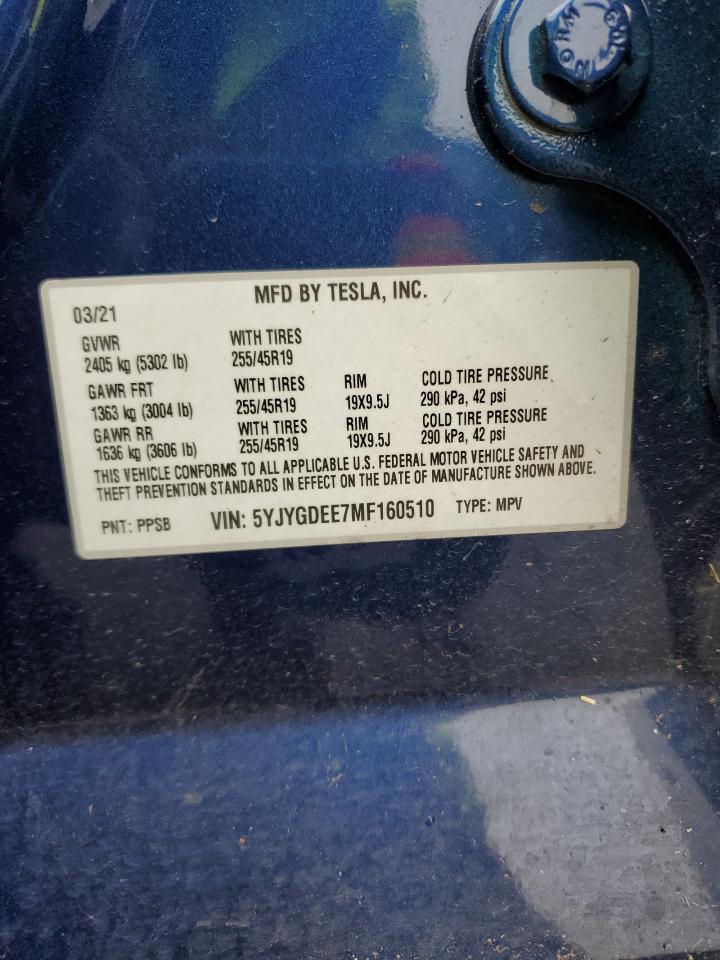 MFD BY TESLA, INC.
03/21
GVWR WITH TIRES
2405 kg (5302 lb) 255/45R19
GAWR FRT WITH TIRES RIM COLD TIRE PRESSURE
1363 kg (3004 lb) 255/45R19 19X9.5J 290 kPa, 42 psi
GAWR RR WITH TIRES RIM COLD TIRE PRESSURE
1636 kg (3606 lb) 255/45R19 19X9.5J 290 kPa, 42 psi
THIS VEHICLE CONFORMS TO ALL APPLICABLE U.S. FEDERAL MOTOR VEHICLE SAFETY AND
THEFT PREVENTION STANDARDS IN EFFECT ON THE DATE OF MANUFACTURE SHOWN ABOVE.
PNT: PPSB VIN: 5YJYGDEE7MF160510 TYPE: MPV